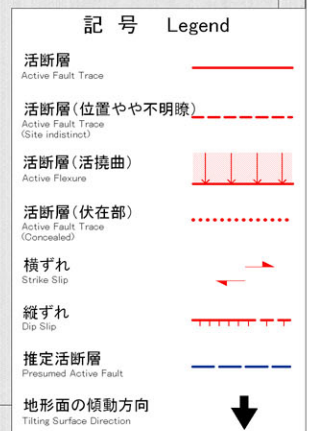 記 号 Legend
活断層
Active Fault Trace
活断層(位置やや不明瞭)
Active Fault Trace
(Site indistinct)
活断層(活撓曲)
Active Flexure
活断層(伏在部)
Active Fault Trace
(Concealed)
横ずれ
Strike Slip
縦ずれ
Dip Slip
推定活断層
Presumed Active Fault
地形面の傾動方向
Tilting Surface Direction